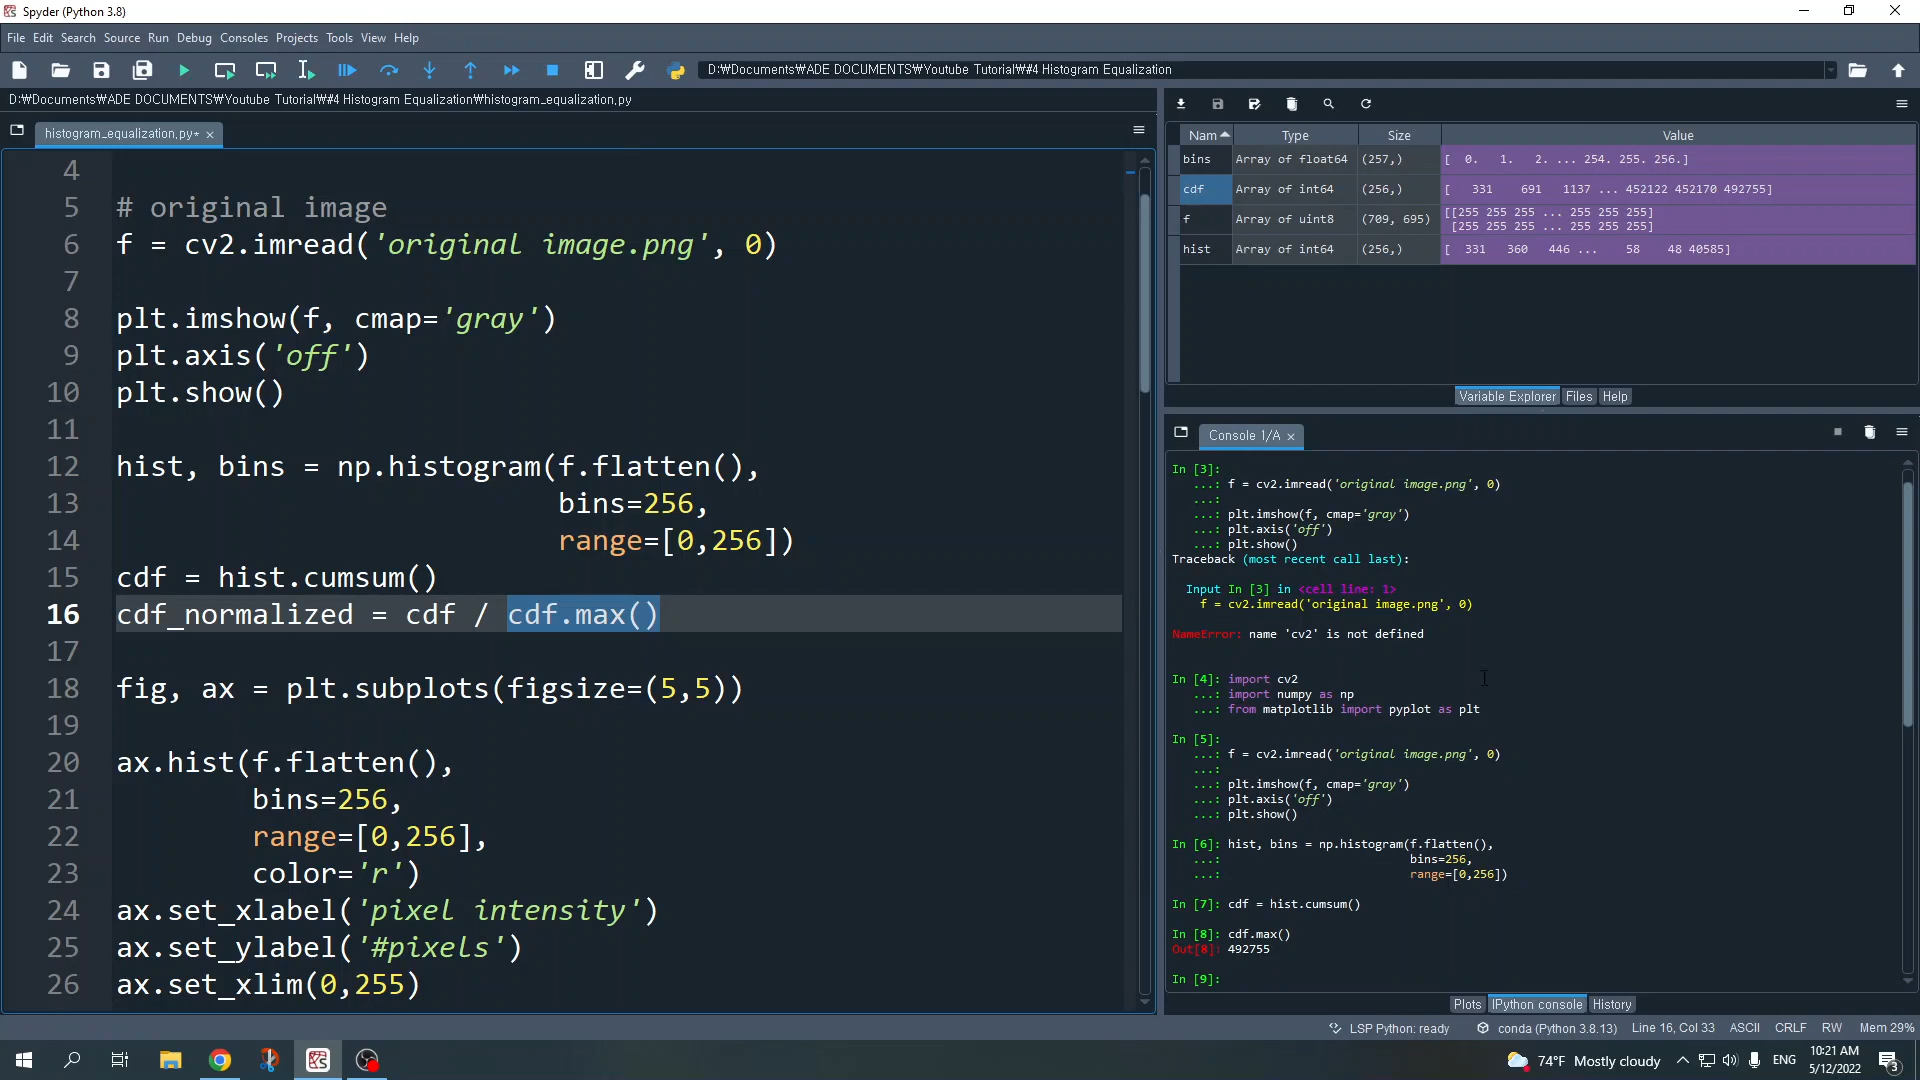 Spyder (Python 3.8)
File Edit Search Source Run Debug Consoles Projects Tools View Help
D:₩Documents₩ADE DOCUMENTS₩Youtube Tutorial₩#4 Histogram Equalization
D:₩Documents₩ADE DOCUMENTS₩Youtube Tutorial₩#4 Histogram Equalization₩histogram_equalization.py
histogram_equalization.py*
4
5 # original image
6 f = cv2.imread('original image.png', 0)
7
8 plt.imshow(f, cmap='gray')
9 plt.axis('off')
10 plt.show()
11
12 hist, bins = np.histogram(f.flatten(),
13 bins=256,
14 range=[0,256])
15 cdf = hist.cumsum()
16 cdf_normalized = cdf / cdf.max()
17
18 fig, ax = plt.subplots(figsize=(5,5))
19
20 ax.hist(f.flatten(),
21 bins=256,
22 range=[0,256],
23 color='r')
24 ax.set_xlabel('pixel intensity')
25 ax.set_ylabel('#pixels')
26 ax.set_xlim(0,255)
Nam Type Size Value
bins Array of float64 (257,) [ 0. 1. 2. ... 254. 255. 256.]
cdf Array of int64 (256,) [ 331 691 1137 ... 452122 452170 492755]
f Array of uint8 (709, 695) [[255 255 255 ... 255 255 255]
[255 255 255 ... 255 255 255]
hist Array of int64 (256,) [ 331 360 446 ... 58 48 40585]
Variable Explorer Files Help
Console 1/A
In [3]:
...: f = cv2.imread('original image.png', 0)
...:
...: plt.imshow(f, cmap='gray')
...: plt.axis('off')
...: plt.show()
Traceback (most recent call last):
Input In [3] in <cell line: 1>
f = cv2.imread('original image.png', 0)
NameError: name 'cv2' is not defined
In [4]: import cv2
...: import numpy as np
...: from matplotlib import pyplot as plt
In [5]:
...: f = cv2.imread('original image.png', 0)
...:
...: plt.imshow(f, cmap='gray')
...: plt.axis('off')
...: plt.show()
In [6]: hist, bins = np.histogram(f.flatten(),
...: bins=256,
...: range=[0,256])
In [7]: cdf = hist.cumsum()
In [8]: cdf.max()
Out[8]: 492755
In [9]:
Plots IPython console History
LSP Python: ready conda (Python 3.8.13) Line 16, Col 33 ASCII CRLF RW Mem 29%
74°F Mostly cloudy ENG 10:21 AM
5/12/2022
3